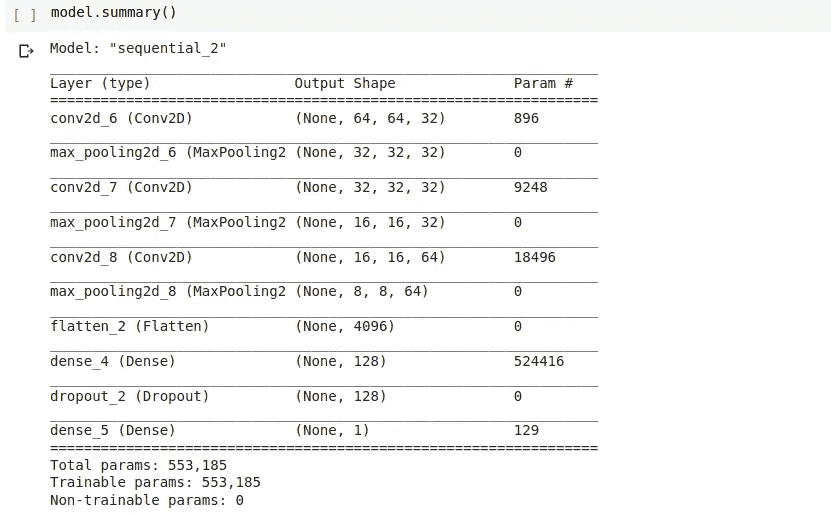 [ ] model.summary()
Model: "sequential_2"
Layer (type) Output Shape Param #
conv2d_6 (Conv2D) (None, 64, 64, 32) 896
max_pooling2d_6 (MaxPooling2 (None, 32, 32, 32) 0
conv2d_7 (Conv2D) (None, 32, 32, 32) 9248
max_pooling2d_7 (MaxPooling2 (None, 16, 16, 32) 0
conv2d_8 (Conv2D) (None, 16, 16, 64) 18496
max_pooling2d_8 (MaxPooling2 (None, 8, 8, 64) 0
flatten_2 (Flatten) (None, 4096) 0
dense_4 (Dense) (None, 128) 524416
dropout_2 (Dropout) (None, 128) 0
dense_5 (Dense) (None, 1) 129
Total params: 553,185
Trainable params: 553,185
Non-trainable params: 0